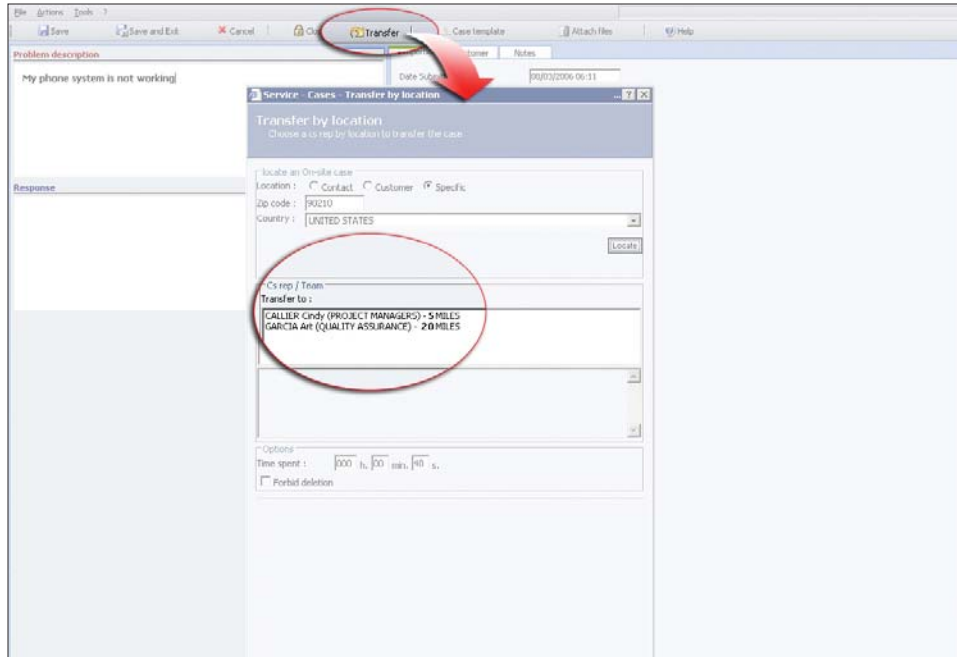 File Actions Tools ?
Save Save and Exit Cancel Transfer Case template Attach files Help
Problem description
Notes
My phone system is not working
Date
00/03/2006 06:11
Service - Cases - Transfer by location
... ? X
Transfer by location
Choose a cs rep by location to transfer the case
Response
locate an On-site case
Location : Contact Customer Specific
Zip code : 90210
Country : UNITED STATES
Locate
Cs rep / Team
Transfer to :
CALLIER Cindy (PROJECT MANAGERS) - 5 MILES
GARCIA Art (QUALITY ASSURANCE) - 20 MILES
Options
Time spent : 000 h. 00 min. 48 s.
Forbid deletion